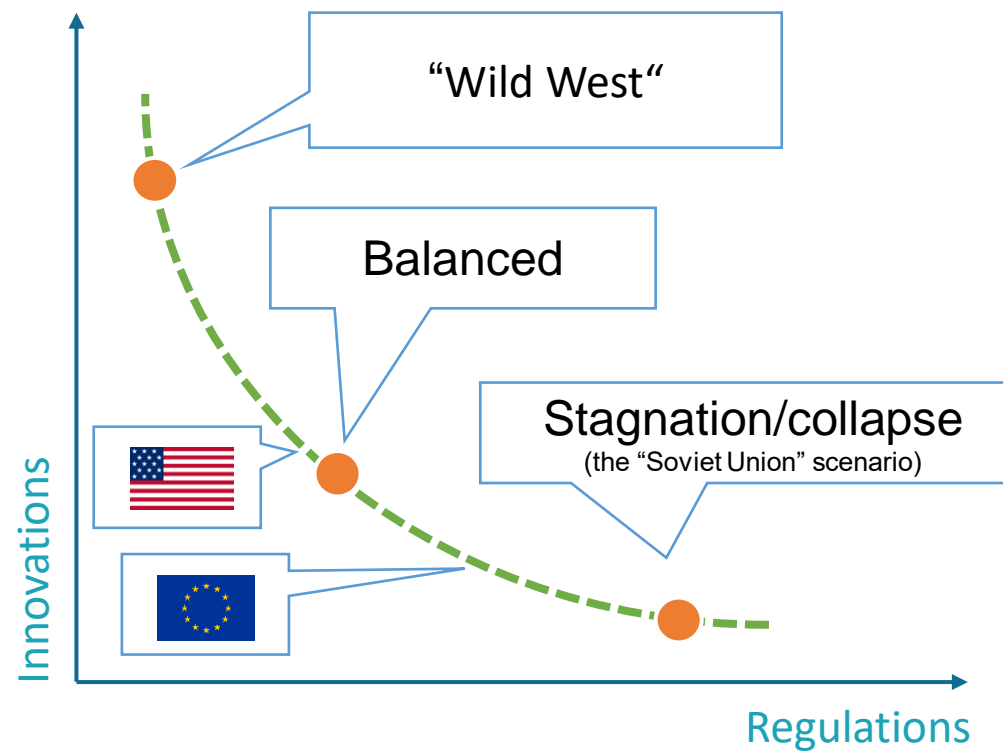 “Wild West“
Balanced
Stagnation/collapse
(the “Soviet Union” scenario)
Innovations
Regulations